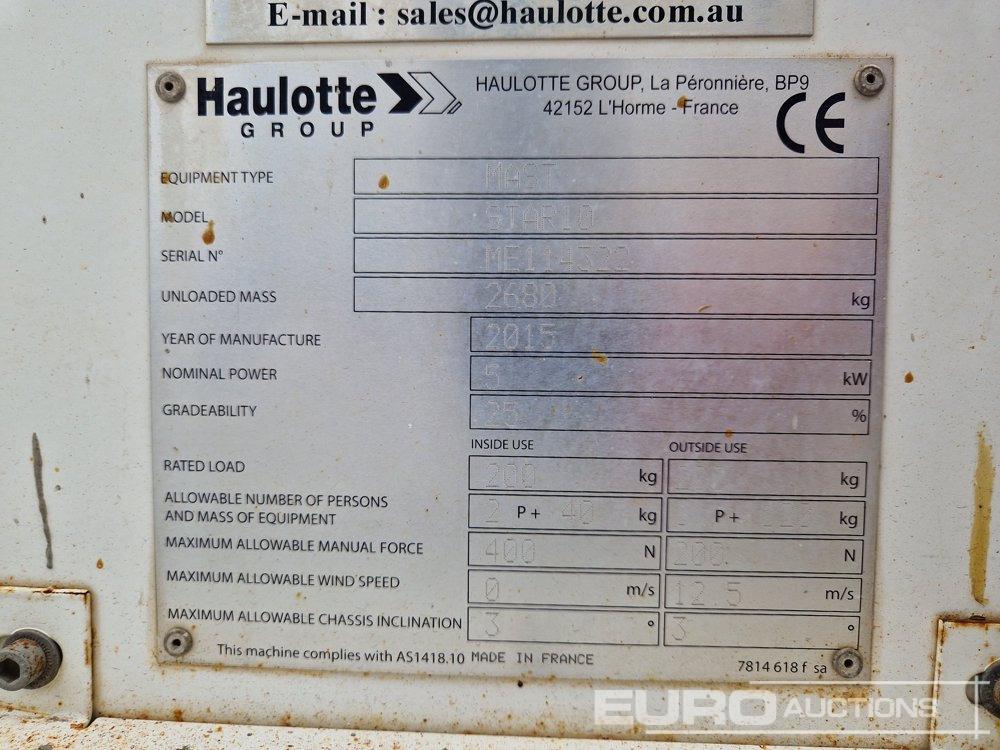 E-mail : sales@haulotte.com.au
Haulotte GROUP
HAULOTTE GROUP, La Péronnière, BP9
42152 L'Horme - France
CE
EQUIPMENT TYPE MAST
MODEL STAR10
SERIAL N° ME114322
UNLOADED MASS 2680 kg
YEAR OF MANUFACTURE 2015
NOMINAL POWER 5 kW
GRADEABILITY 25 %
INSIDE USE OUTSIDE USE
RATED LOAD 200 kg kg
ALLOWABLE NUMBER OF PERSONS
AND MASS OF EQUIPMENT 2 P + 40 kg P + kg
MAXIMUM ALLOWABLE MANUAL FORCE 400 N 200 N
MAXIMUM ALLOWABLE WIND SPEED 0 m/s 12.5 m/s
MAXIMUM ALLOWABLE CHASSIS INCLINATION 3 ° 3 °
This machine complies with AS1418.10 MADE IN FRANCE
7814 618 f sa
EURO AUCTIONS